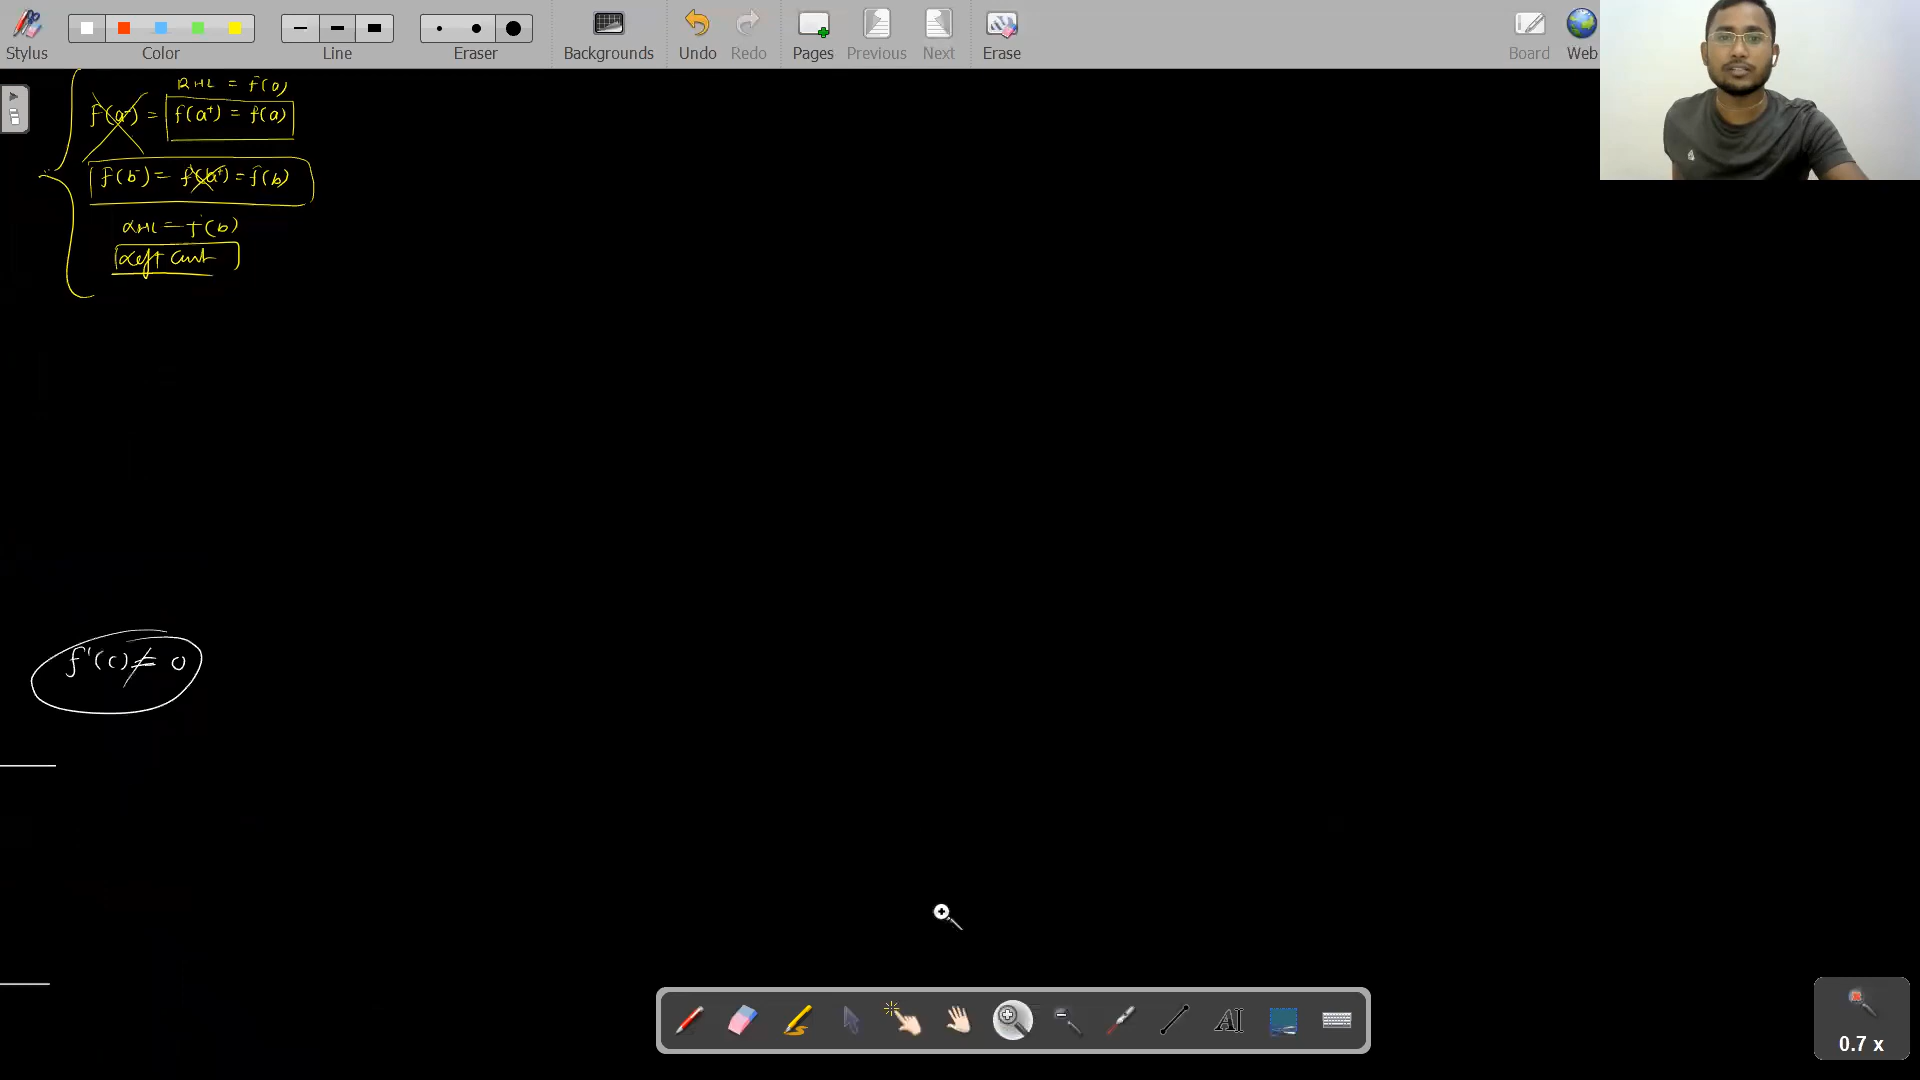 Stylus
Color
Line
Eraser
Backgrounds
Undo
Redo
Pages
Previous
Next
Erase
Board
Web
RHL = f(a)
f(a⁻) = f(a⁺) = f(a)
f(b⁻) = f(b⁺) = f(b)
LHL = f(b)
Left cont
f'(c) ≠ 0
AI
0.7 x